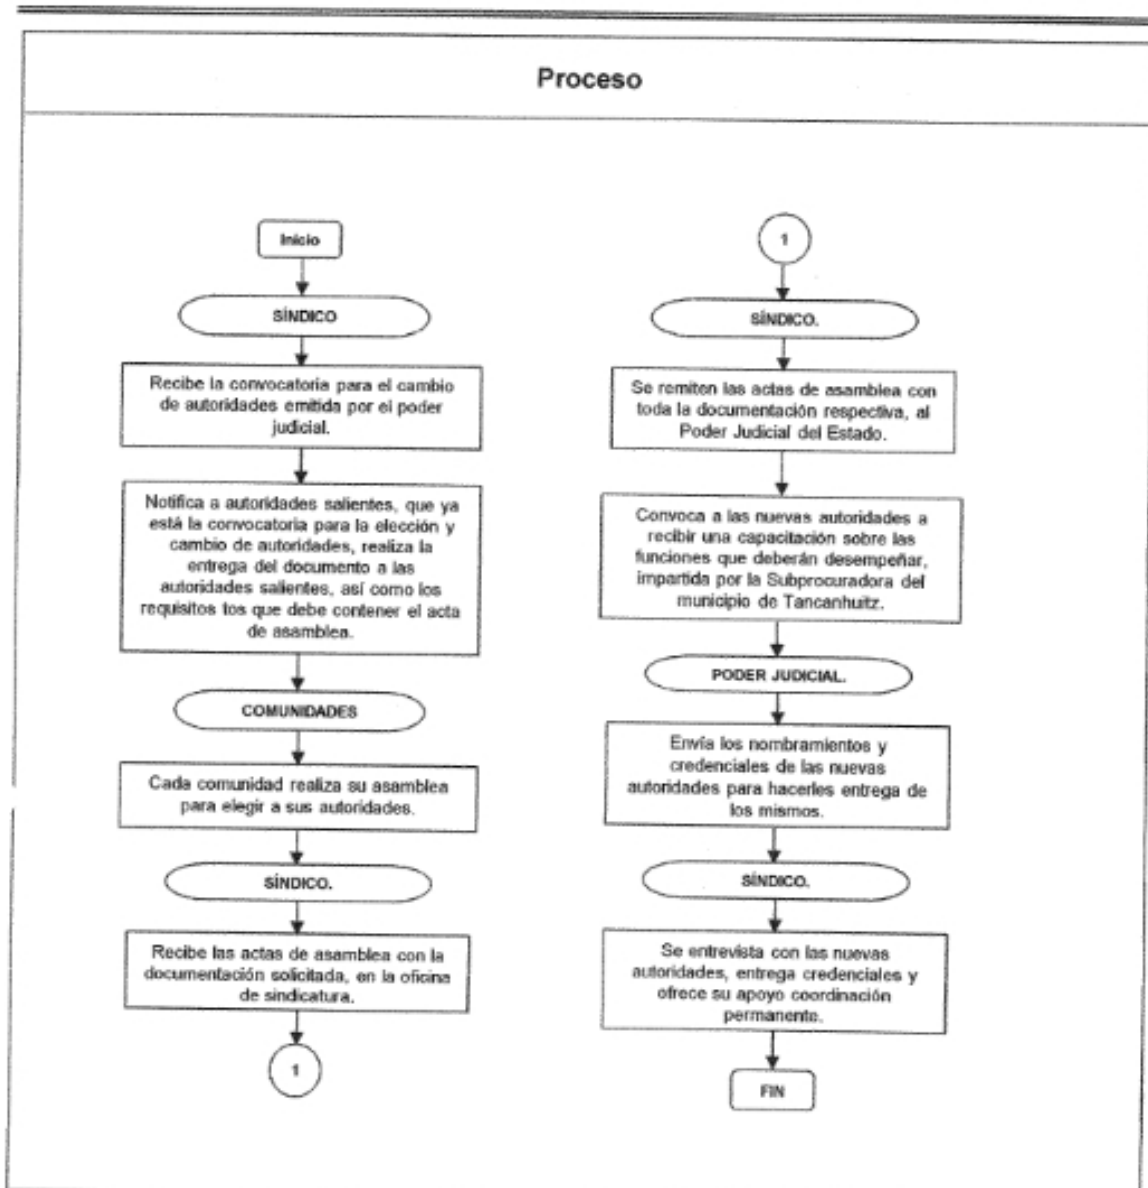 Proceso
Inicio
SÍNDICO
Recibe la convocatoria para el cambio
de autoridades emitida por el poder
judicial.
Notifica a autoridades salientes, que ya
está la convocatoria para la elección y
cambio de autoridades, realiza la
entrega del documento a las
autoridades salientes, así como los
requisitos tos que debe contener el acta
de asamblea.
COMUNIDADES
Cada comunidad realiza su asamblea
para elegir a sus autoridades.
SÍNDICO.
Recibe las actas de asamblea con la
documentación solicitada, en la oficina
de sindicatura.
1
1
SÍNDICO.
Se remiten las actas de asamblea con
toda la documentación respectiva, al
Poder Judicial del Estado.
Convoca a las nuevas autoridades a
recibir una capacitación sobre las
funciones que deberán desempeñar,
impartida por la Subprocuradora del
municipio de Tancanhuitz.
PODER JUDICIAL.
Envía los nombramientos y
credenciales de las nuevas
autoridades para hacerles entrega de
los mismos.
SÍNDICO.
Se entrevista con las nuevas
autoridades, entrega credenciales y
ofrece su apoyo coordinación
permanente.
FIN